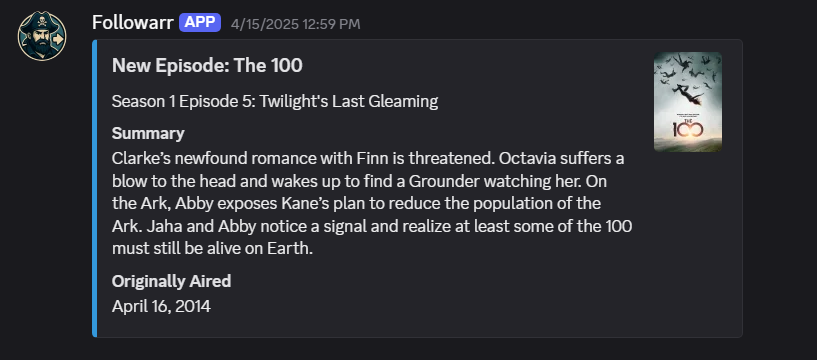 Followarr APP 4/15/2025 12:59 PM
New Episode: The 100
Season 1 Episode 5: Twilight's Last Gleaming
Summary
Clarke’s newfound romance with Finn is threatened. Octavia suffers a
blow to the head and wakes up to find a Grounder watching her. On
the Ark, Abby exposes Kane’s plan to reduce the population of the
Ark. Jaha and Abby notice a signal and realize at least some of the 100
must still be alive on Earth.
Originally Aired
April 16, 2014
THE
100